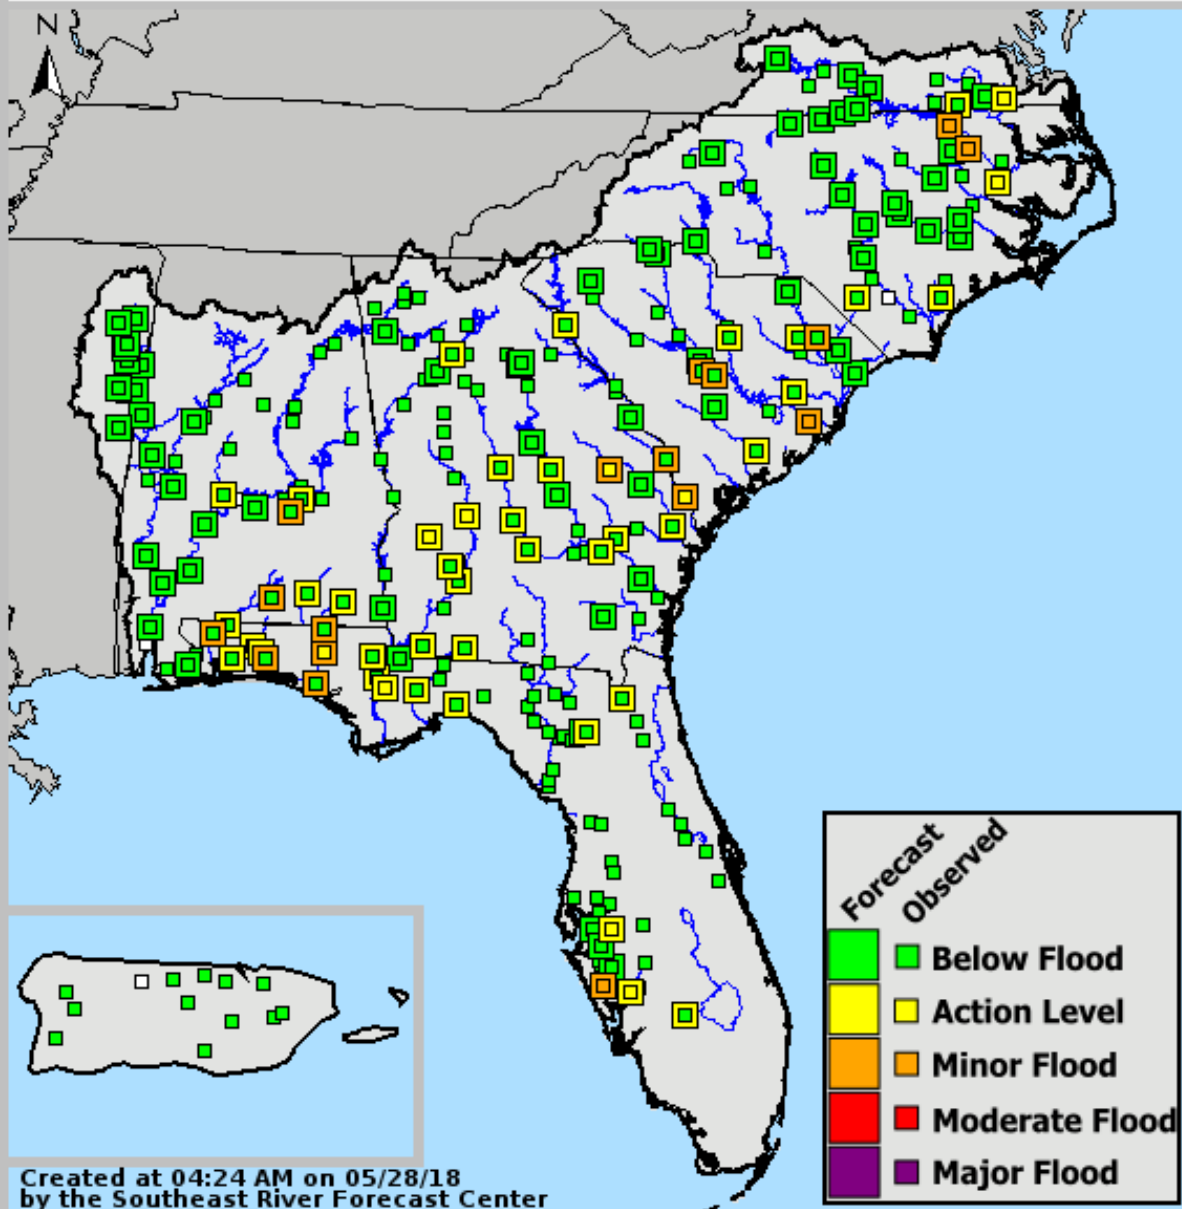 N
Forecast
Observed
Below Flood
Action Level
Minor Flood
Moderate Flood
Major Flood
Created at 04:24 AM on 05/28/18
by the Southeast River Forecast Center